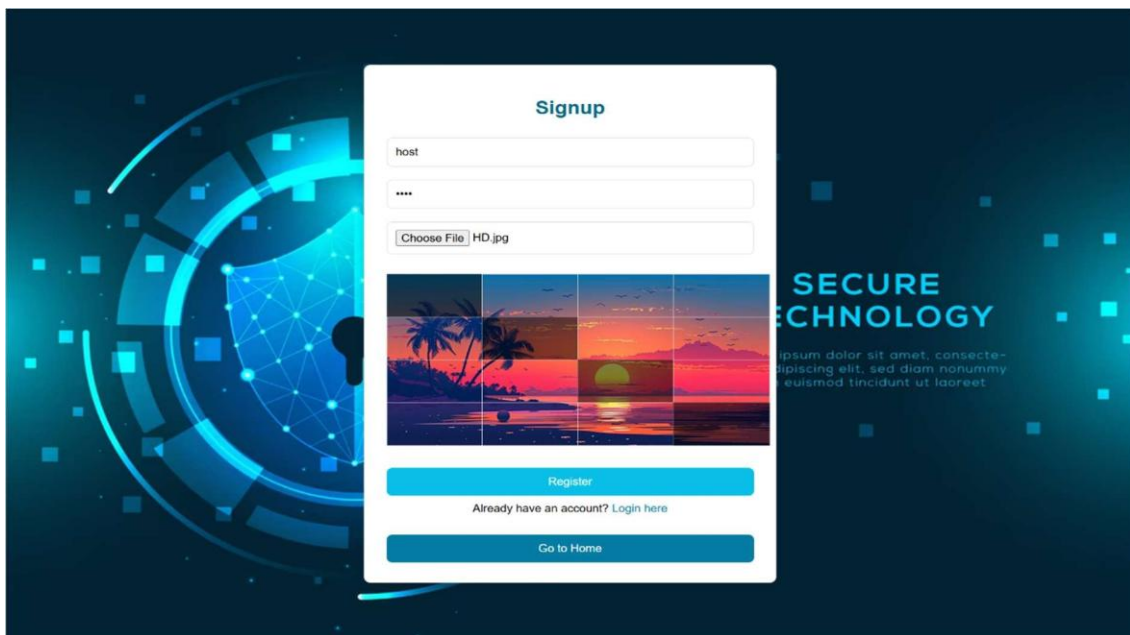 Signup
host
••••
Choose File HD.jpg
SECURE
ECHNOLOGY
ipsum dolor sit amet, consecte-
dipiscing elit, sed diam nonummy
euismod tincidunt ut laoreet
Register
Already have an account? Login here
Go to Home